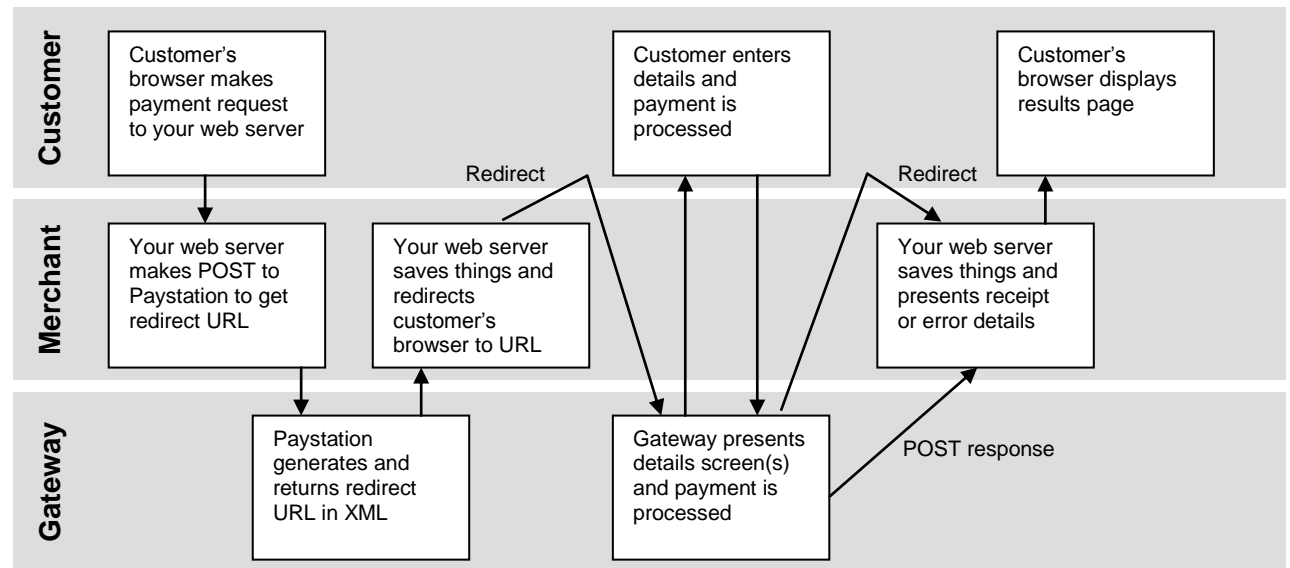 Customer
Customer's
browser makes
payment request
to your web server
Customer enters
details and
payment is
processed
Customer's
browser displays
results page
Redirect
Redirect
Merchant
Your web server
makes POST to
Paystation to get
redirect URL
Your web server
saves things and
redirects
customer's
browser to URL
Your web server
saves things and
presents receipt
or error details
Gateway
Paystation
generates and
returns redirect
URL in XML
Gateway presents
details screen(s)
and payment is
processed
POST response